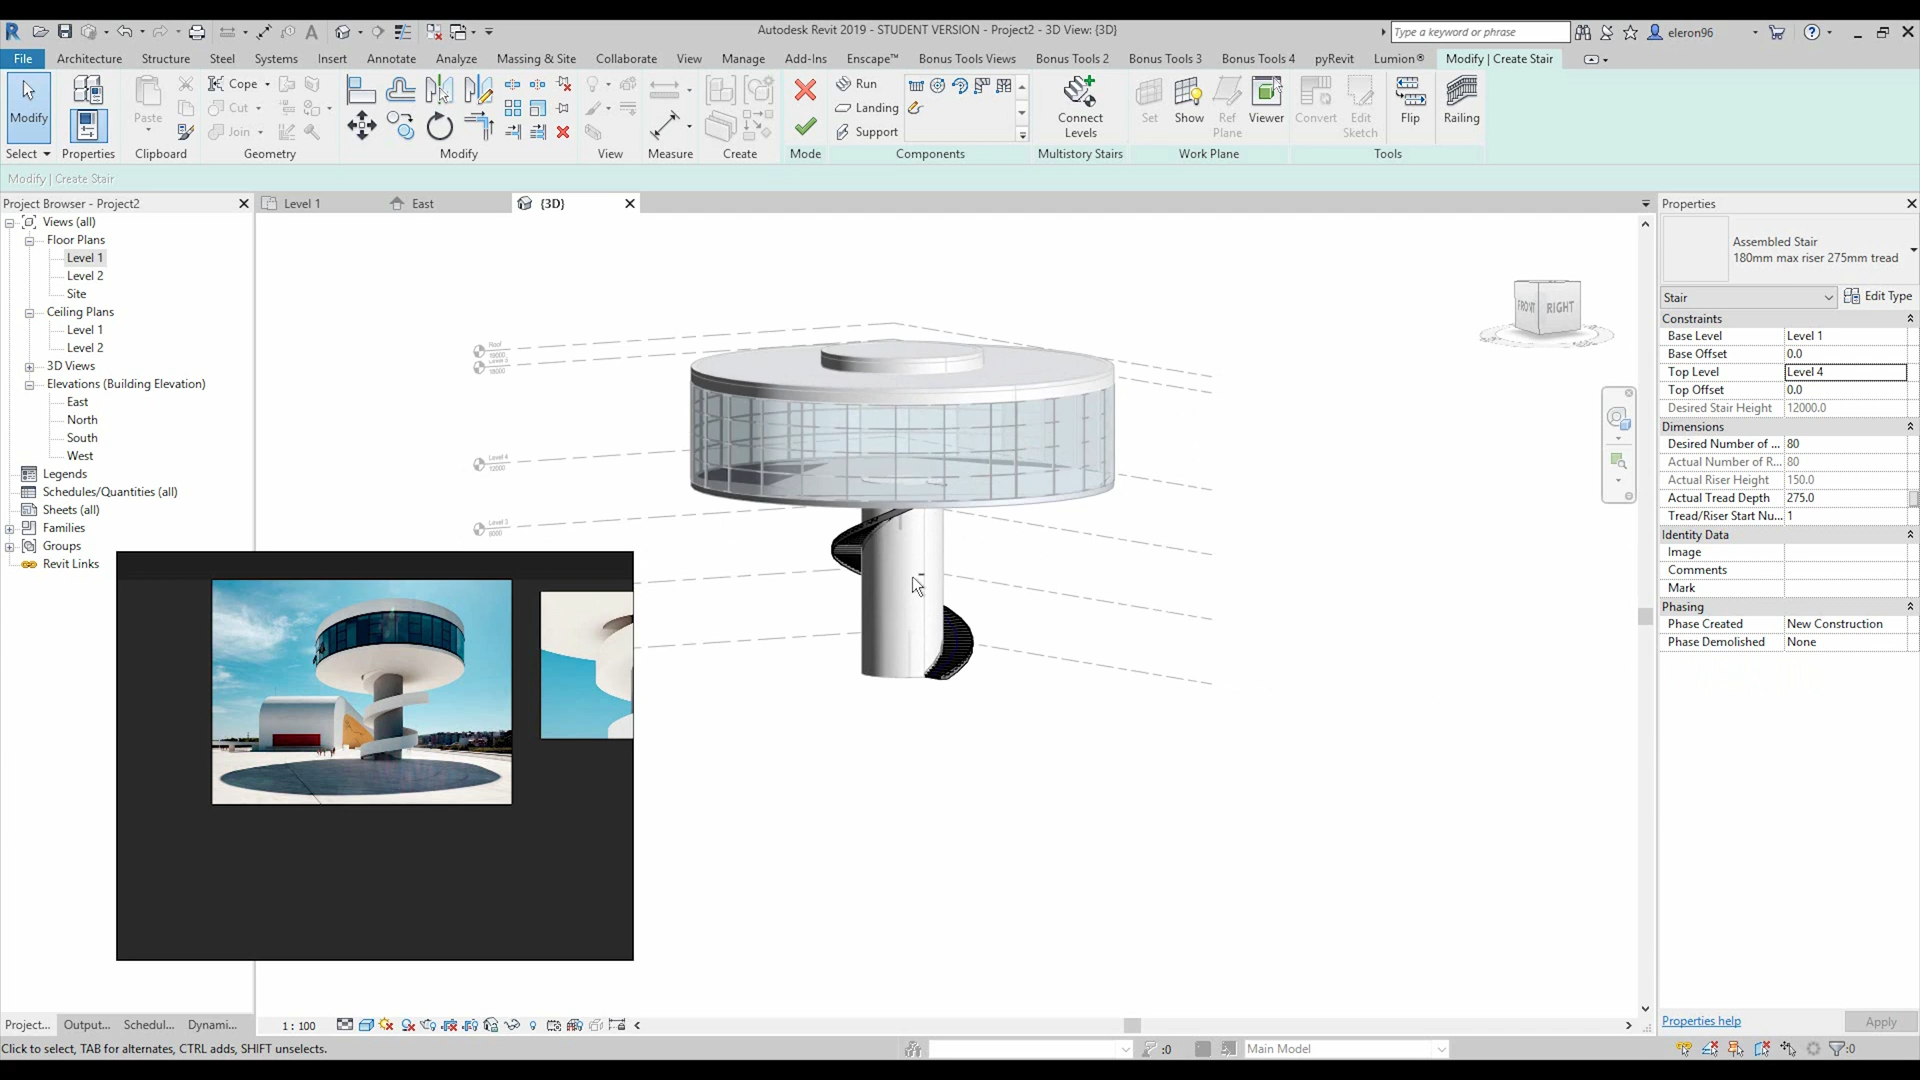 Autodesk Revit 2019 - STUDENT VERSION - Project2 - 3D View: {3D}
Type a keyword or phrase
eleron96
File Architecture Structure Steel Systems Insert Annotate Analyze Massing & Site Collaborate View Manage Add-Ins Enscape™ Bonus Tools Views Bonus Tools 2 Bonus Tools 3 Bonus Tools 4 pyRevit Lumion® Modify | Create Stair
Modify
Paste
Cope
Cut
Join
Run
Landing
Support
Connect
Levels
Set
Show
Ref
Plane
Viewer
Convert
Edit
Sketch
Flip
Railing
Select Properties Clipboard Geometry Modify View Measure Create Mode Components Multistory Stairs Work Plane Tools
Modify | Create Stair
Project Browser - Project2
Level 1
East
{3D}
Properties
Views (all)
Floor Plans
Level 1
Level 2
Site
Ceiling Plans
Level 1
Level 2
3D Views
Elevations (Building Elevation)
East
North
South
West
Legends
Schedules/Quantities (all)
Sheets (all)
Families
Groups
Revit Links
Roof
Level 4
12000
Level 3
FRONT
RIGHT
Assembled Stair
180mm max riser 275mm tread
Stair
Edit Type
Constraints
Base Level Level 1
Base Offset 0.0
Top Level Level 4
Top Offset 0.0
Desired Stair Height 12000.0
Dimensions
Desired Number of ... 80
Actual Number of R... 80
Actual Riser Height 150.0
Actual Tread Depth 275.0
Tread/Riser Start Nu... 1
Identity Data
Image
Comments
Mark
Phasing
Phase Created New Construction
Phase Demolished None
Properties help
Apply
Project... Output... Schedul... Dynami...
1 : 100
Click to select, TAB for alternates, CTRL adds, SHIFT unselects.
:0
Main Model
:0